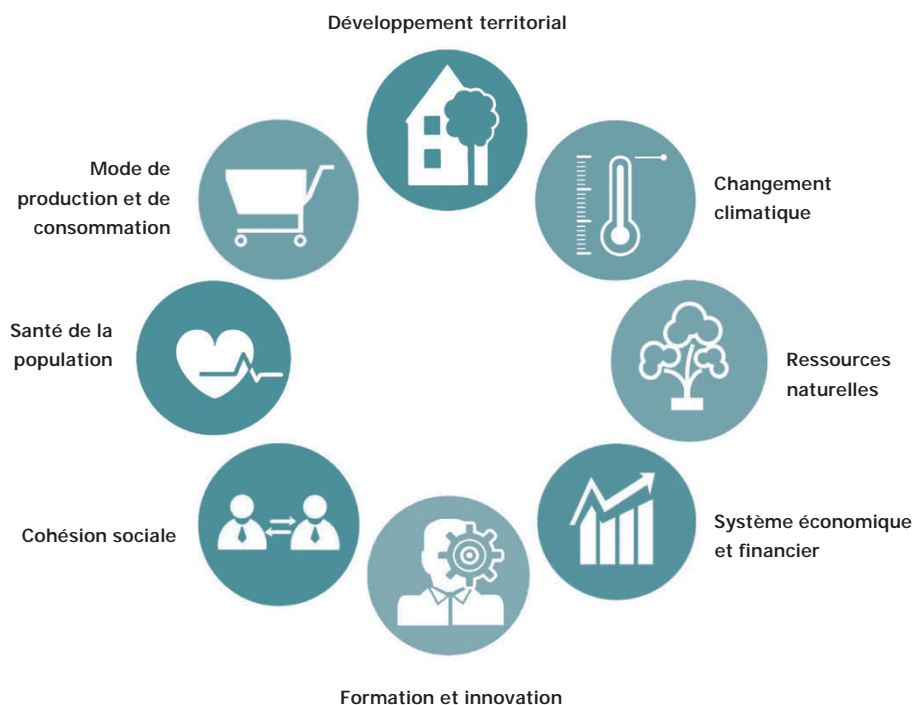 Développement territorial
Mode de
production et de
consommation
Changement
climatique
Santé de la
population
Ressources
naturelles
Cohésion sociale
Système économique
et financier
Formation et innovation